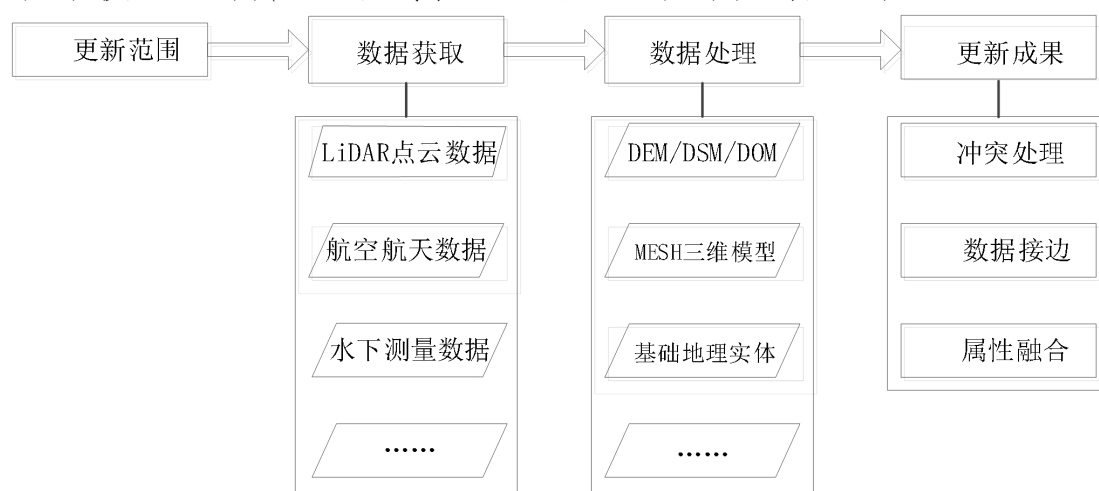 更新范围
数据获取
数据处理
更新成果
LiDAR点云数据
航空航天数据
水下测量数据
……
DEM/DSM/DOM
MESH三维模型
基础地理实体
……
冲突处理
数据接边
属性融合